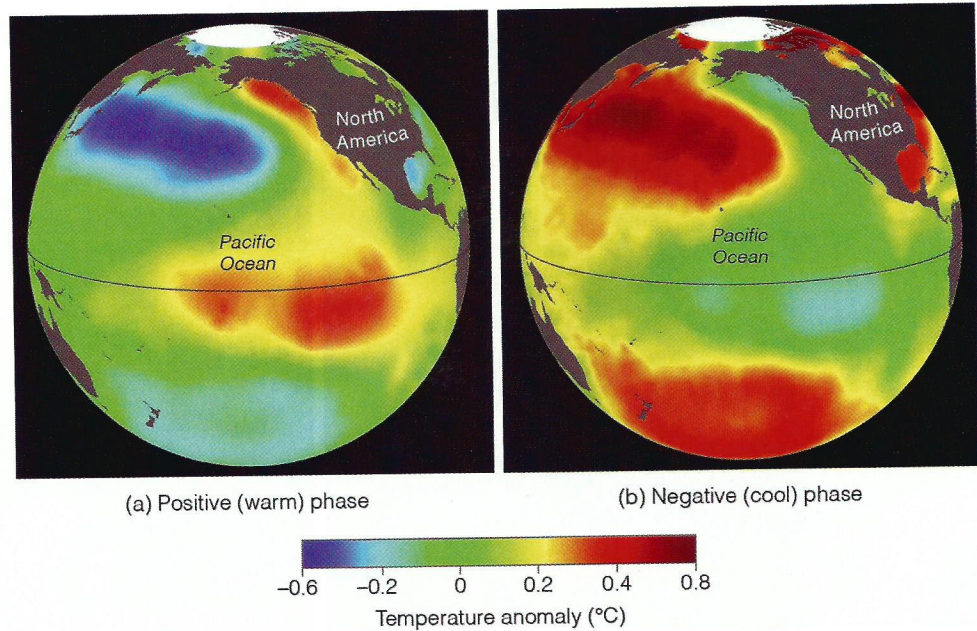 North
America
Pacific
Ocean
North
America
Pacific
Ocean
(a) Positive (warm) phase
(b) Negative (cool) phase
–0.6 –0.2 0 0.2 0.4 0.8
Temperature anomaly (°C)